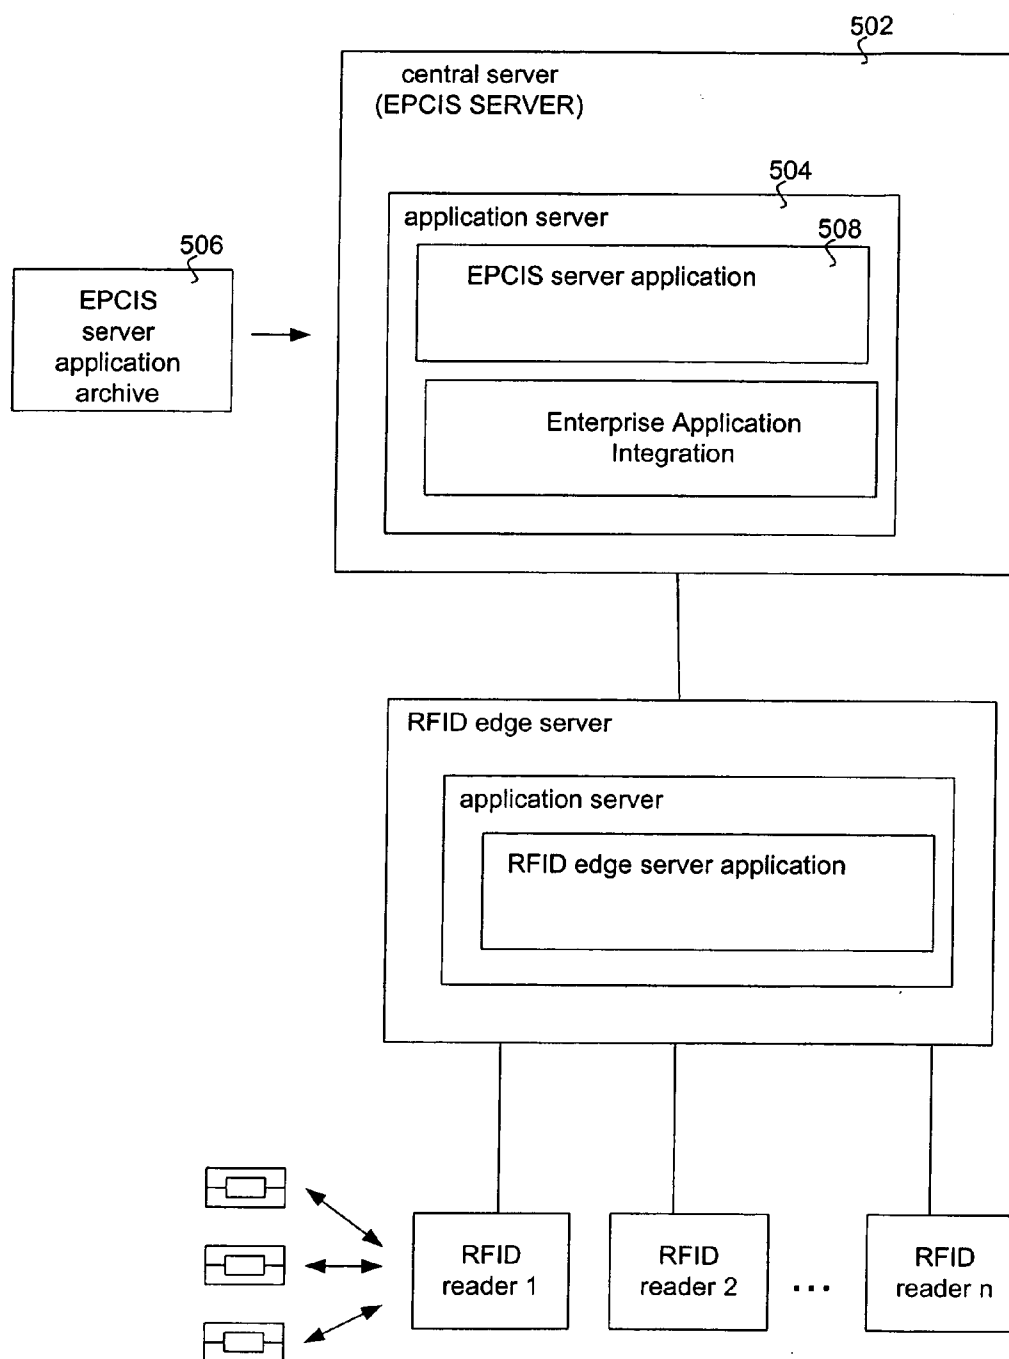 502
central server
(EPCIS SERVER)
504
application server
508
EPCIS server application
506
EPCIS
server
application
archive
Enterprise Application
Integration
RFID edge server
application server
RFID edge server application
RFID
reader 1
RFID
reader 2
...
RFID
reader n